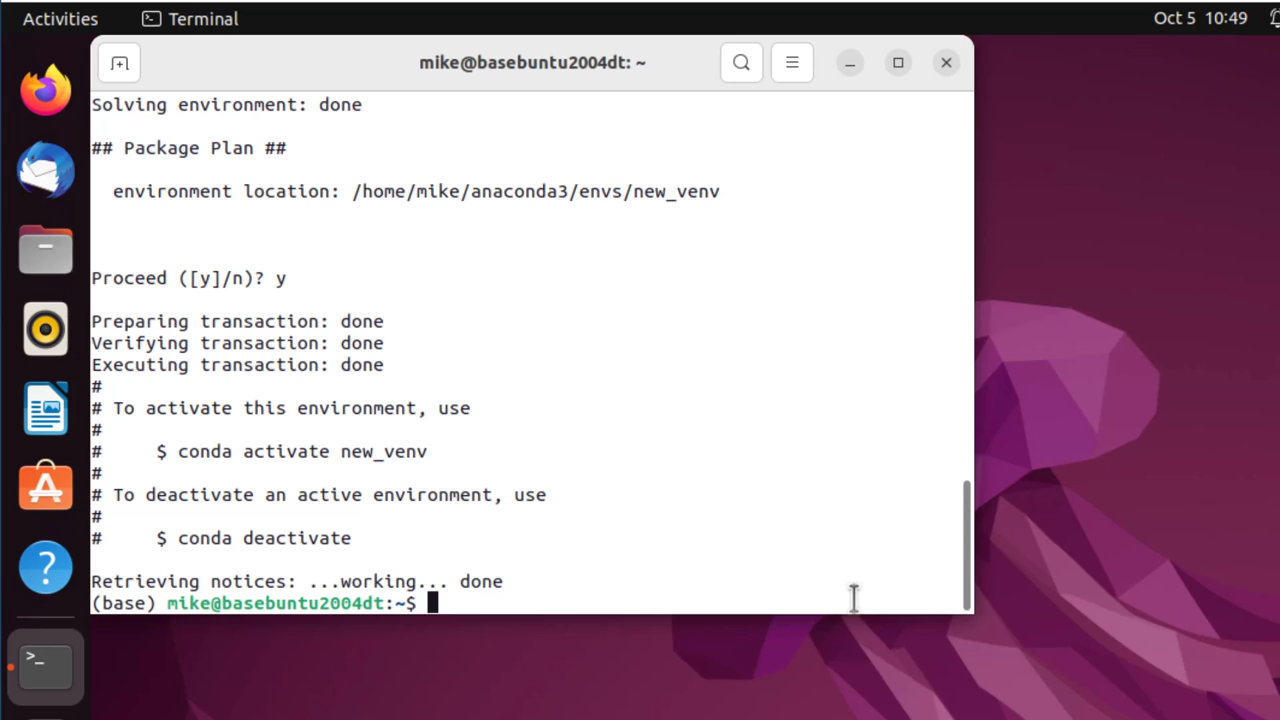 Activities Terminal Oct 5 10:49
mike@basebuntu2004dt: ~
Solving environment: done
## Package Plan ##
environment location: /home/mike/anaconda3/envs/new_venv
Proceed ([y]/n)? y
Preparing transaction: done
Verifying transaction: done
Executing transaction: done
#
# To activate this environment, use
#
#     $ conda activate new_venv
#
# To deactivate an active environment, use
#
#     $ conda deactivate
Retrieving notices: ...working... done
(base) mike@basebuntu2004dt:~$